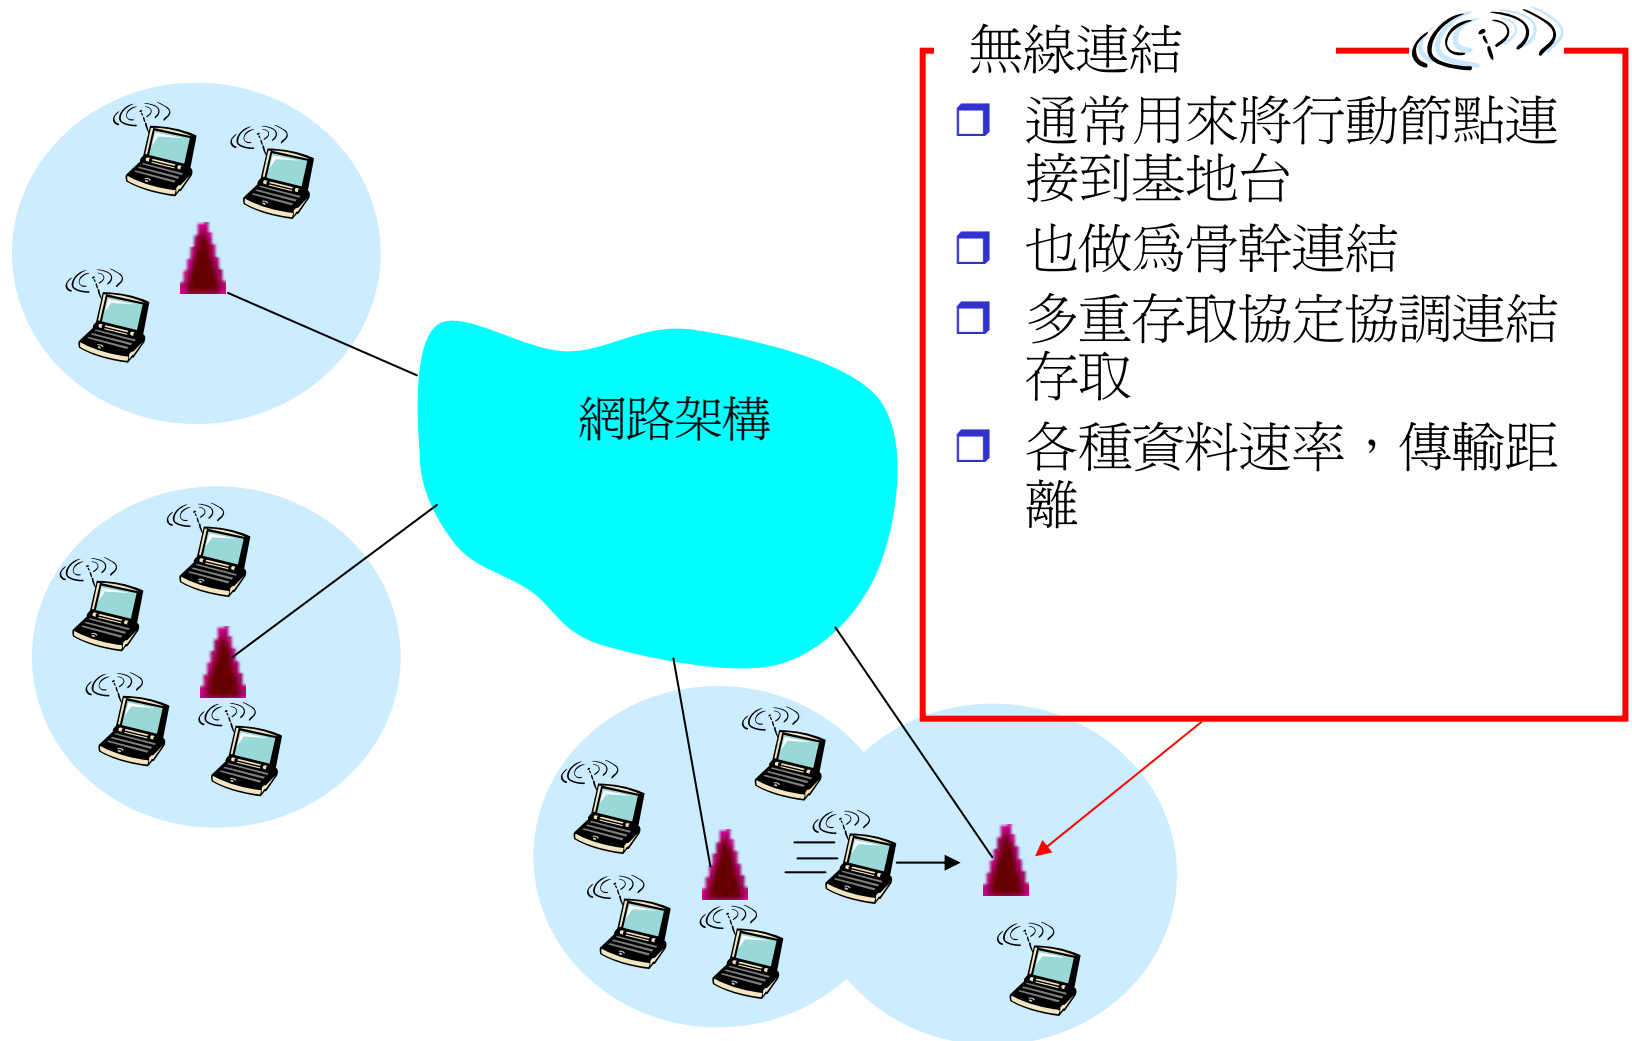 無線連結
通常用來將行動節點連
接到基地台
也做爲骨幹連結
多重存取協定協調連結
存取
各種資料速率，傳輸距
離
網路架構